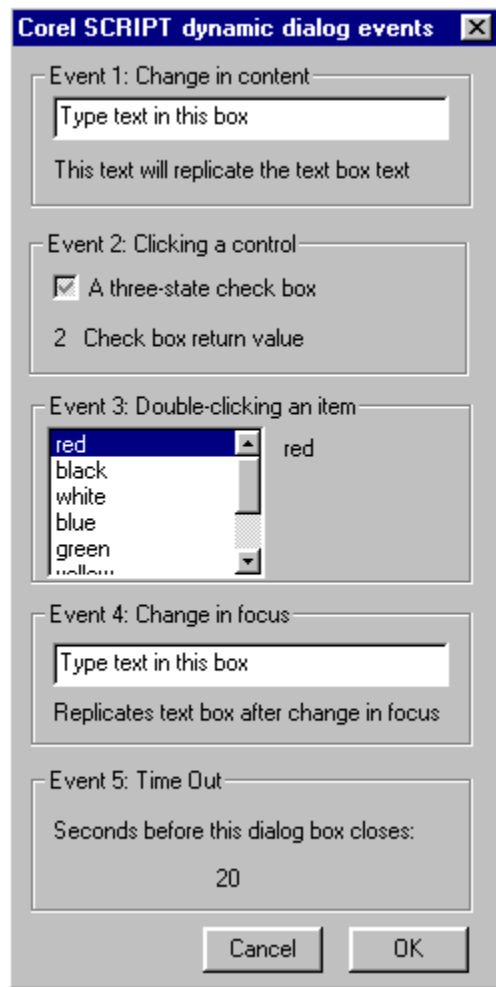 Corel SCRIPT dynamic dialog events
Event 1: Change in content
Type text in this box
This text will replicate the text box text
Event 2: Clicking a control
A three-state check box
2 Check box return value
Event 3: Double-clicking an item
red red
black
white
blue
green
yellow
Event 4: Change in focus
Type text in this box
Replicates text box after change in focus
Event 5: Time Out
Seconds before this dialog box closes:
20
Cancel OK